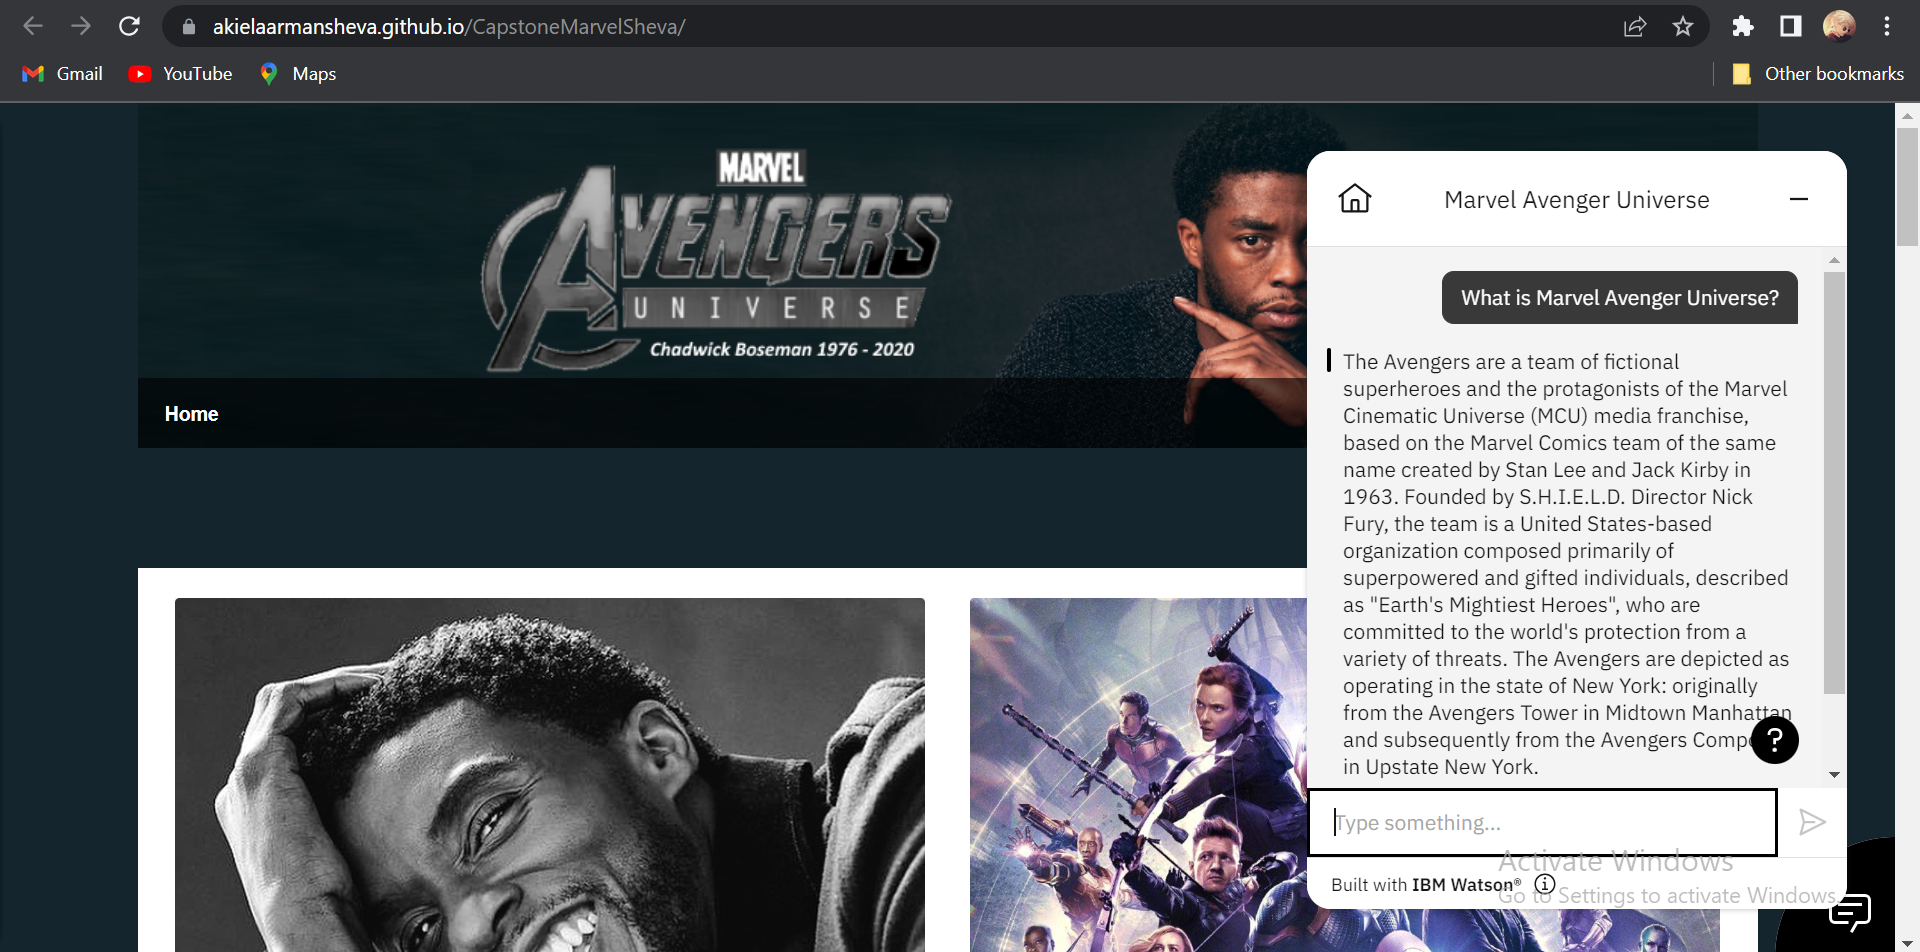 akielaarmansheva.github.io/CapstoneMarvelSheva/
Gmail
YouTube
Maps
Other bookmarks
MARVEL
AVENGERS
UNIVERSE
Chadwick Boseman 1976 - 2020
Home
Marvel Avenger Universe
What is Marvel Avenger Universe?
The Avengers are a team of fictional
superheroes and the protagonists of the Marvel
Cinematic Universe (MCU) media franchise,
based on the Marvel Comics team of the same
name created by Stan Lee and Jack Kirby in
1963. Founded by S.H.I.E.L.D. Director Nick
Fury, the team is a United States-based
organization composed primarily of
superpowered and gifted individuals, described
as "Earth's Mightiest Heroes", who are
committed to the world's protection from a
variety of threats. The Avengers are depicted as
operating in the state of New York: originally
from the Avengers Tower in Midtown Manhattan
and subsequently from the Avengers
in Upstate New York.
?
Type something...
Built with IBM Watson®
Activate Windows
Go to Settings to activate Windows.